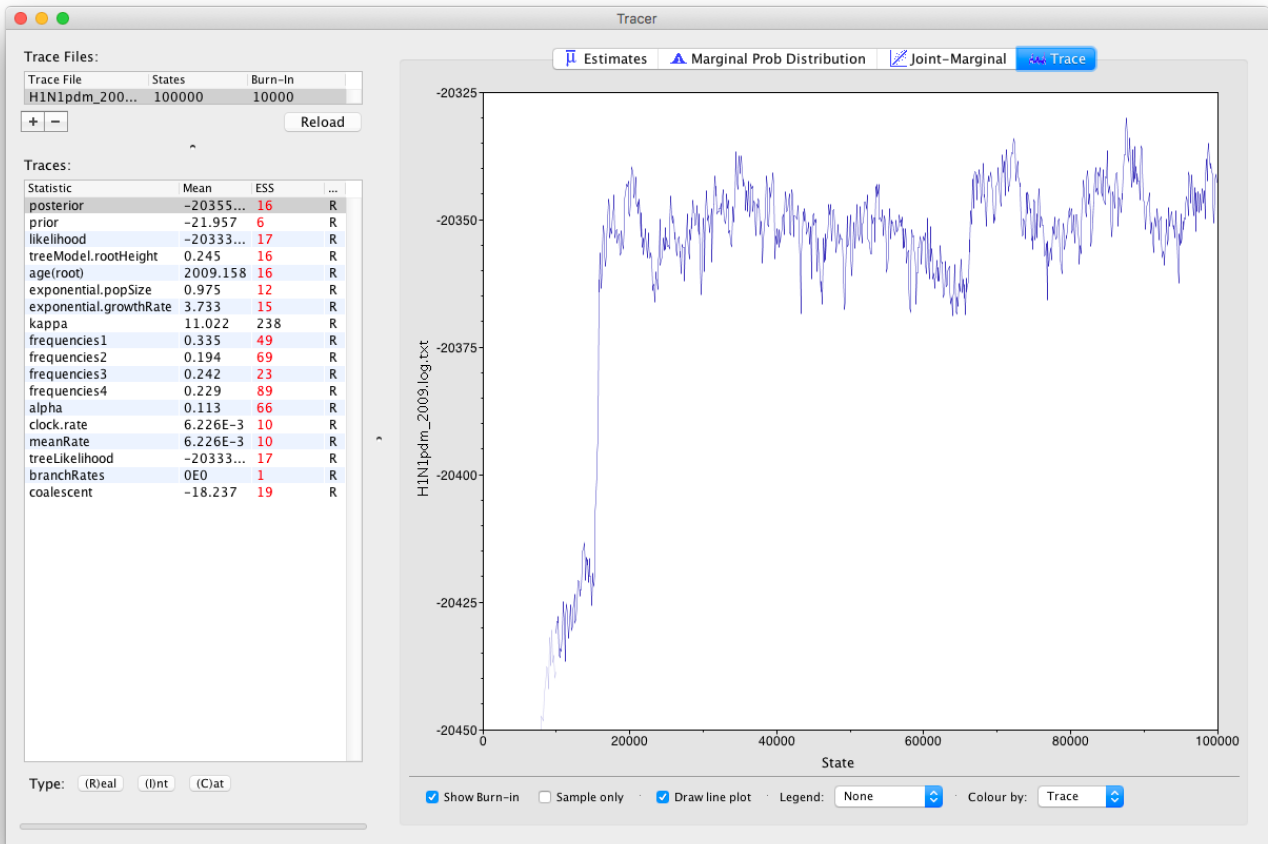 Tracer
Trace Files:
Trace File States Burn-In
H1N1pdm_200... 100000 10000
+ −
Reload
Traces:
Statistic Mean ESS ...
posterior −20355... 16 R
prior −21.957 6 R
likelihood −20333... 17 R
treeModel.rootHeight 0.245 16 R
age(root) 2009.158 16 R
exponential.popSize 0.975 12 R
exponential.growthRate 3.733 15 R
kappa 11.022 238 R
frequencies1 0.335 49 R
frequencies2 0.194 69 R
frequencies3 0.242 23 R
frequencies4 0.229 89 R
alpha 0.113 66 R
clock.rate 6.226E−3 10 R
meanRate 6.226E−3 10 R
treeLikelihood −20333... 17 R
branchRates 0E0 1 R
coalescent −18.237 19 R
Type: (R)eal (I)nt (C)at
μ Estimates Marginal Prob Distribution Joint-Marginal Trace
-20325
-20350
-20375
-20400
-20425
-20450
H1N1pdm_2009.log.txt
0 20000 40000 60000 80000 100000
State
Show Burn-in Sample only Draw line plot Legend: None Colour by: Trace